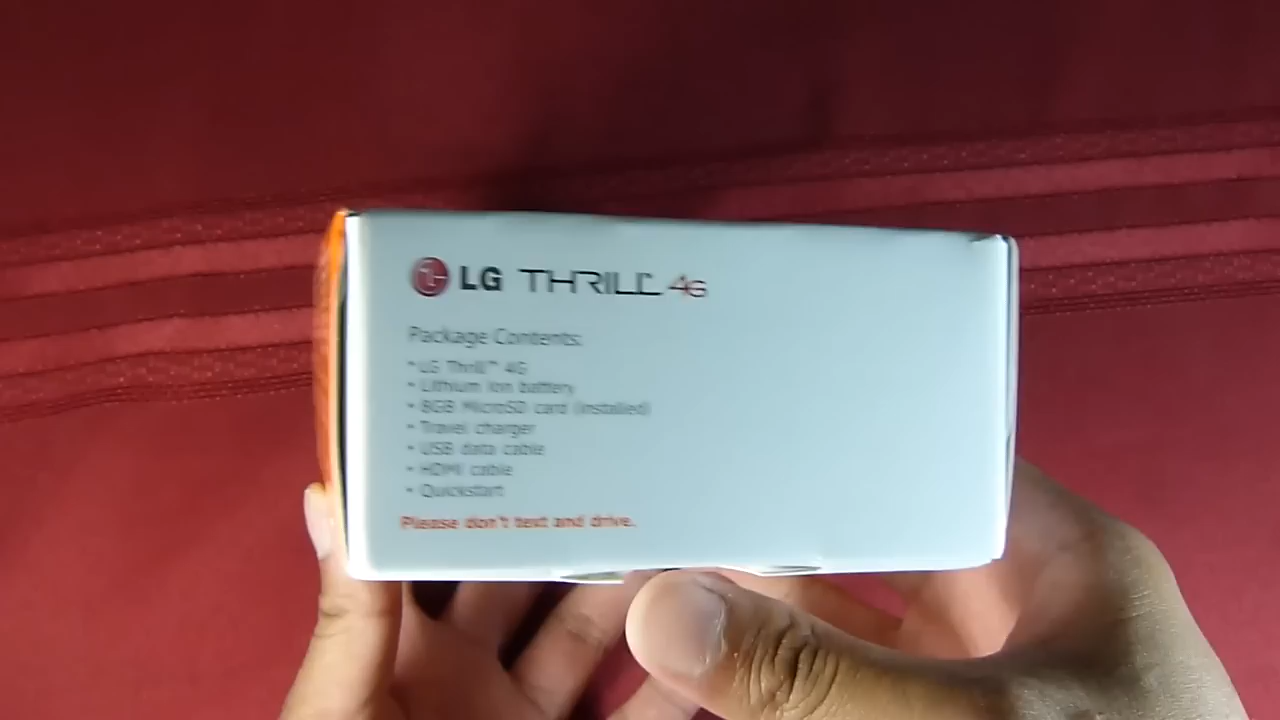 LG THRILL 4G
Package Contents:
• LG Thrill™ 4G
• Lithium Ion battery
• 8GB MicroSD card (installed)
• Travel charger
• USB data cable
• HDMI cable
• Quickstart
Please don't text and drive.